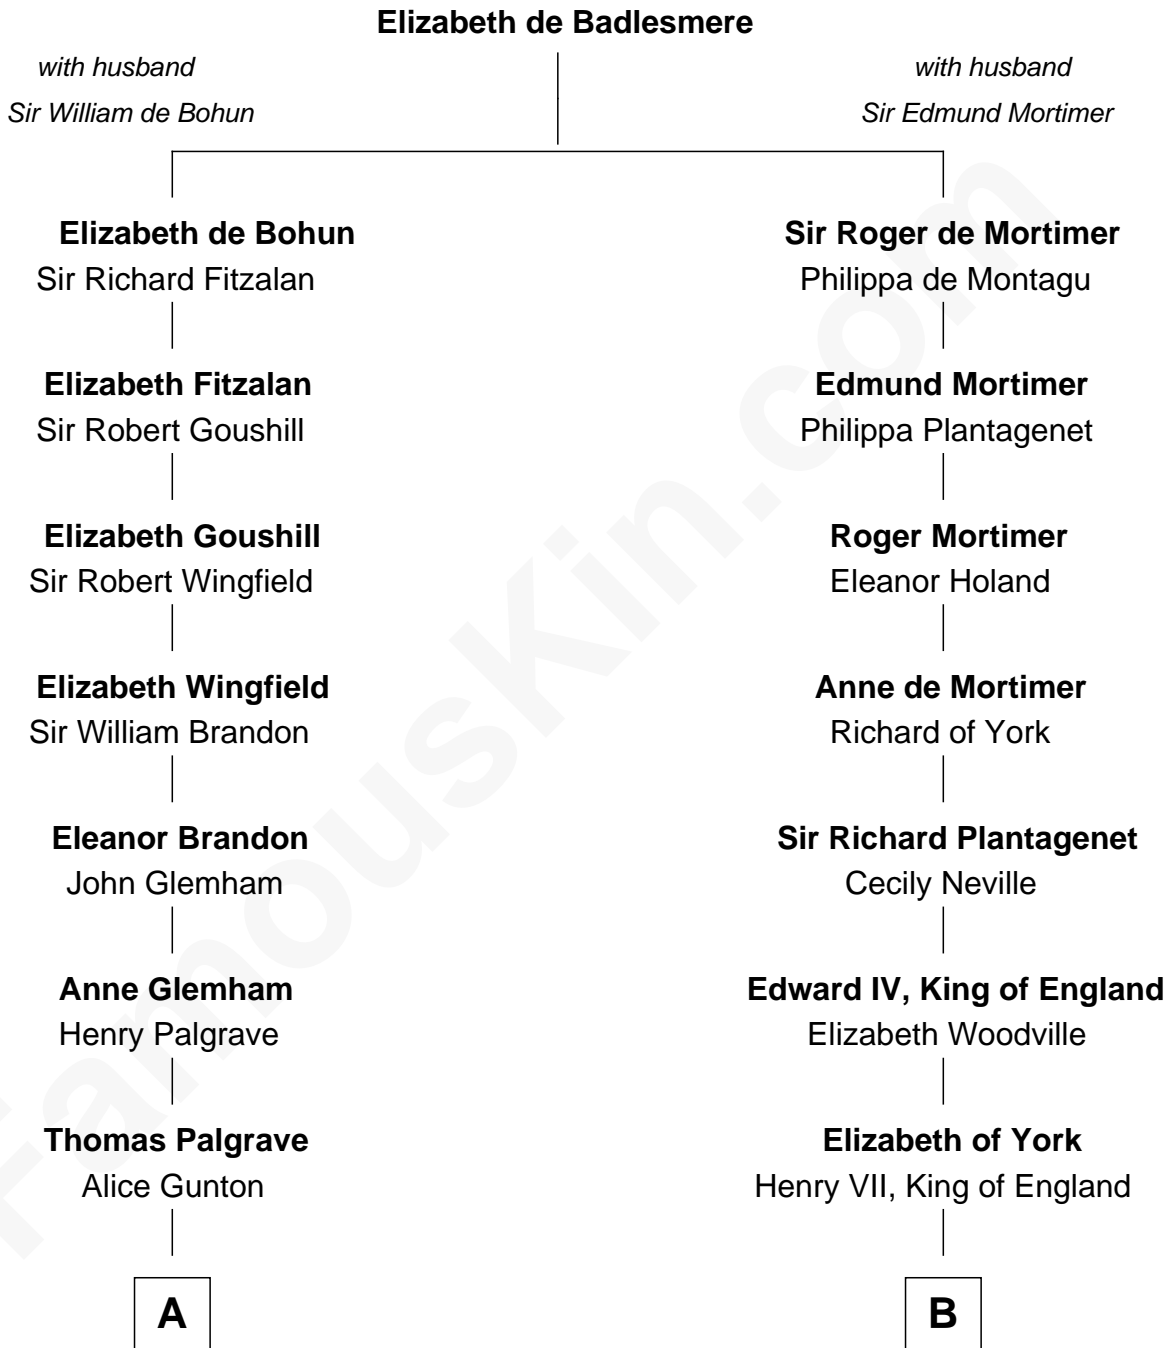 Elizabeth de Badlesmere
with husband
Sir William de Bohun
with husband
Sir Edmund Mortimer
Elizabeth de Bohun
Sir Richard Fitzalan
Elizabeth Fitzalan
Sir Robert Goushill
Elizabeth Goushill
Sir Robert Wingfield
Elizabeth Wingfield
Sir William Brandon
Eleanor Brandon
John Glemham
Anne Glemham
Henry Palgrave
Thomas Palgrave
Alice Gunton
A
Sir Roger de Mortimer
Philippa de Montagu
Edmund Mortimer
Philippa Plantagenet
Roger Mortimer
Eleanor Holand
Anne de Mortimer
Richard of York
Sir Richard Plantagenet
Cecily Neville
Edward IV, King of England
Elizabeth Woodville
Elizabeth of York
Henry VII, King of England
B
FamousKin.com